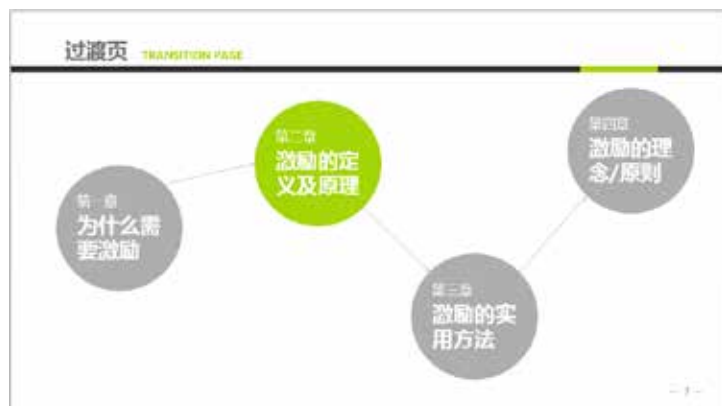 过渡页 TRANSITION PAGE
第一章
为什么需
要激励
第二章
激励的定
义及原理
第三章
激励的实
用方法
第四章
激励的理
念/原则